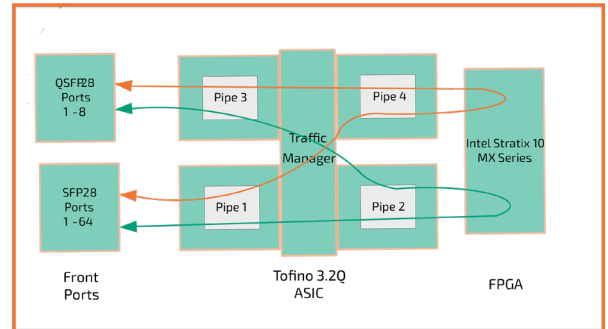 QSFP28
Ports
1 - 8
Pipe 3
Pipe 4
Traffic
Manager
Intel Stratix 10
MX Series
SFP28
Ports
1 - 64
Pipe 1
Pipe 2
Front
Ports
Tofino 3.2Q
ASIC
FPGA